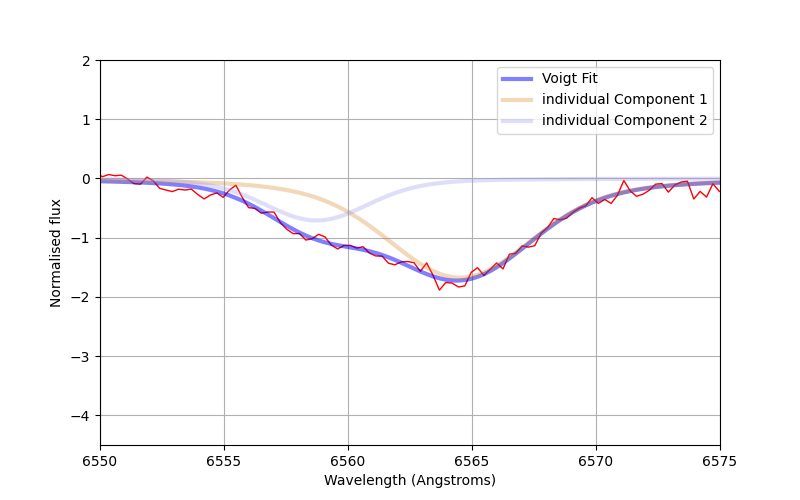 Voigt Fit
individual Component 1
individual Component 2
2
1
0
−1
−2
−3
−4
Normalised flux
6550 6555 6560 6565 6570 6575
Wavelength (Angstroms)